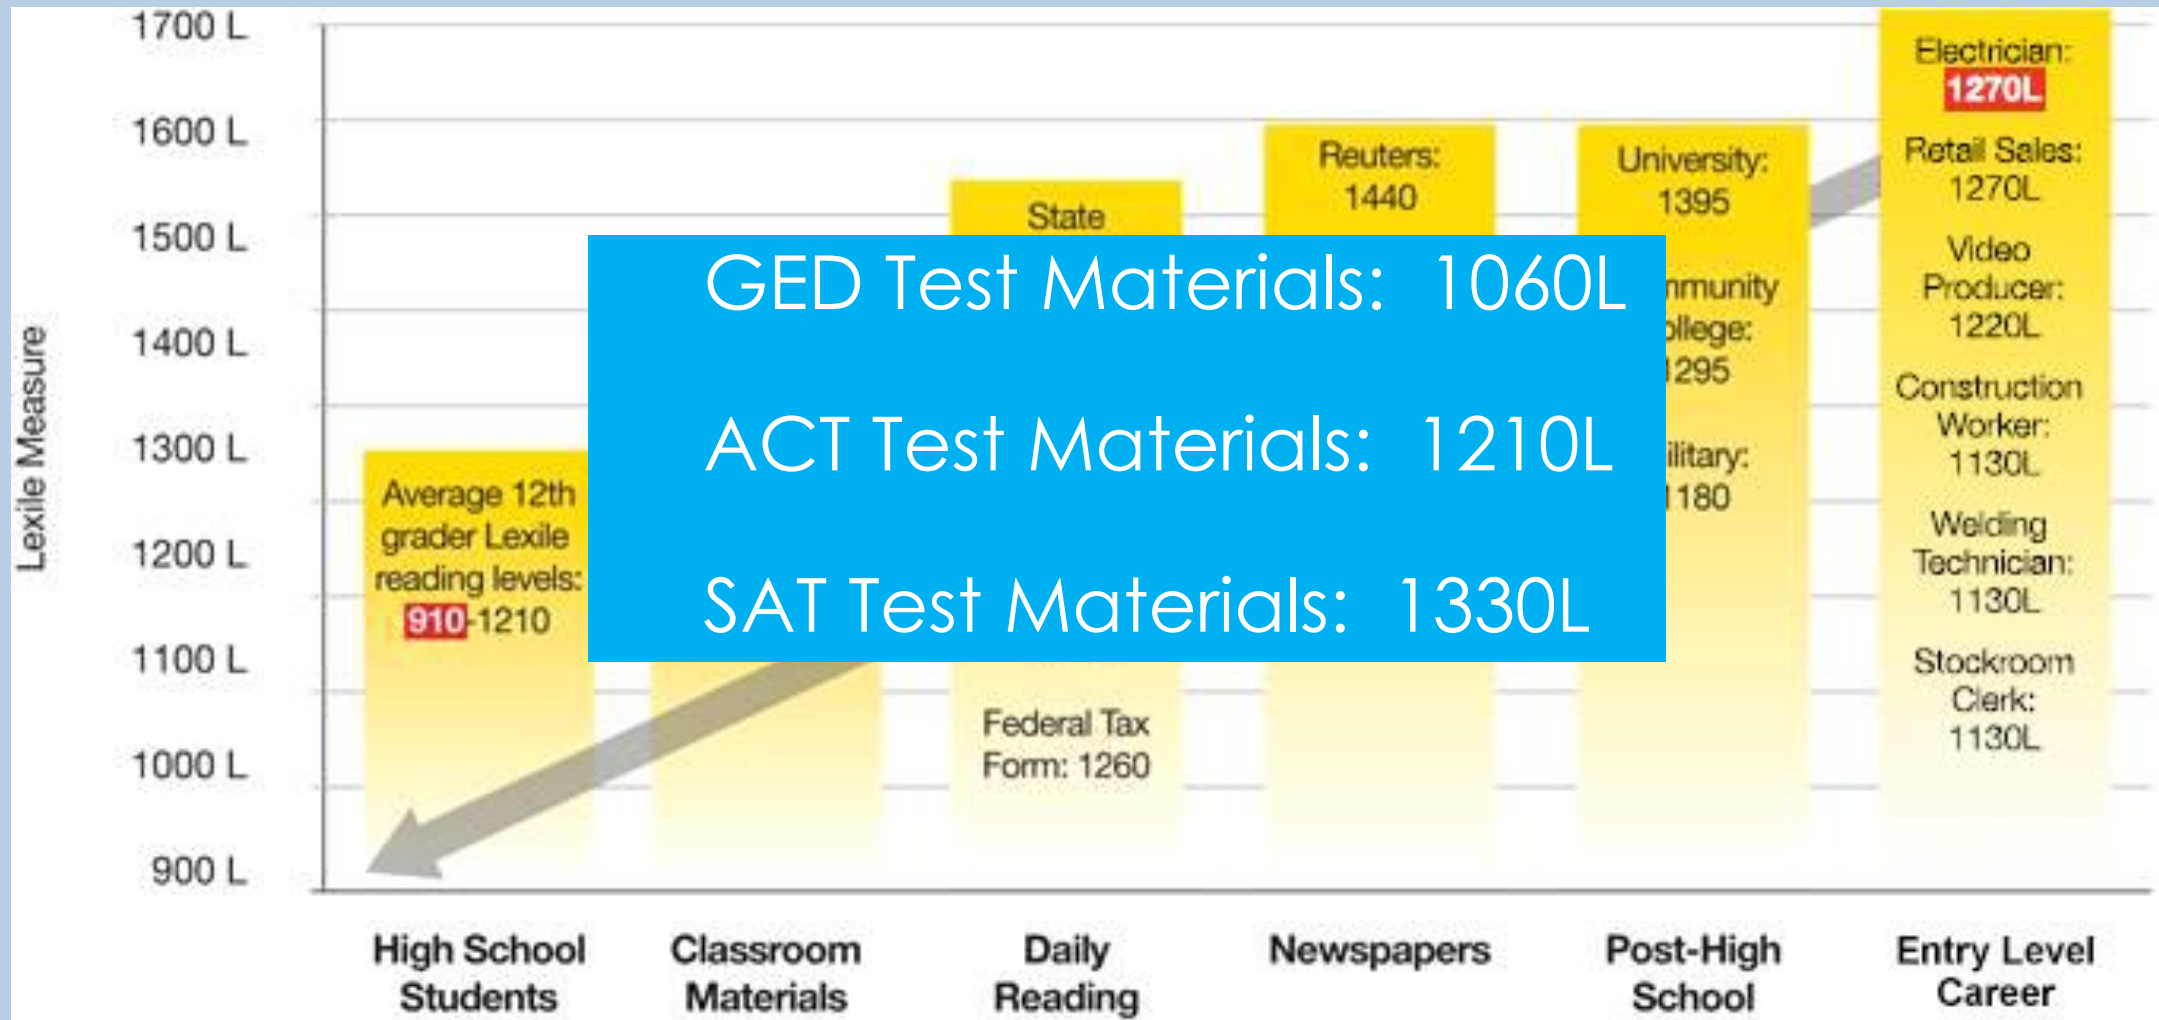 1700 L
1600 L
1500 L
1400 L
1300 L
1200 L
1100 L
1000 L
900 L
Lexile Measure
Average 12th
grader Lexile
reading levels:
910-1210
State
Federal Tax
Form: 1260
Reuters:
1440
University:
1395
mmunity
ollege:
1295
ilitary:
1180
Electrician:
1270L
Retail Sales:
1270L
Video
Producer:
1220L
Construction
Worker:
1130L
Welding
Technician:
1130L
Stockroom
Clerk:
1130L
GED Test Materials: 1060L
ACT Test Materials: 1210L
SAT Test Materials: 1330L
High School
Students
Classroom
Materials
Daily
Reading
Newspapers
Post-High
School
Entry Level
Career